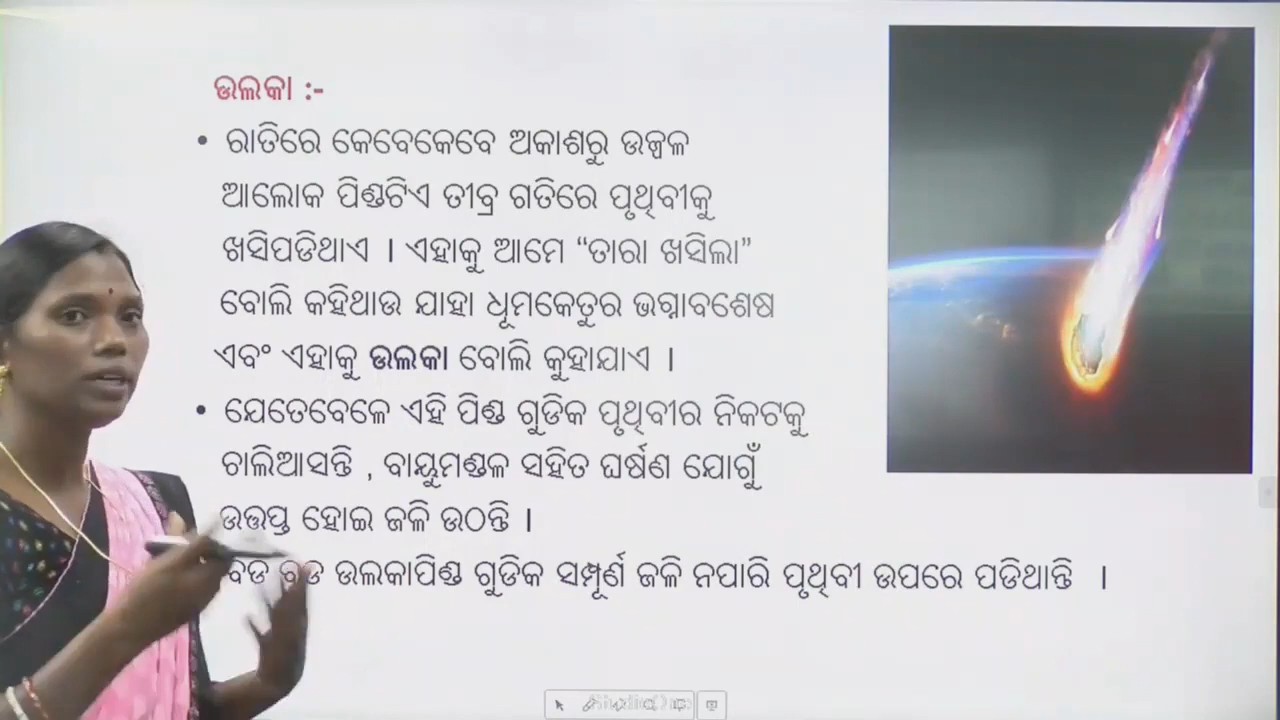 ଉଲକା :-
• ରାତିରେ କେବେକେବେ ଅକାଶରୁ ଉଜ୍ଜ୍ୱଳ
ଆଲୋକ ପିଣ୍ଡଟିଏ ତୀବ୍ର ଗତିରେ ପୃଥିବୀକୁ
ଖସିପଡିଥାଏ । ଏହାକୁ ଆମେ “ତାରା ଖସିଲା”
ବୋଲି କହିଥାଉ ଯାହା ଧୂମକେତୁର ଭଗ୍ନାବଶେଷ
ଏବଂ ଏହାକୁ ଉଲକା ବୋଲି କୁହାଯାଏ ।
• ଯେତେବେଳେ ଏହି ପିଣ୍ଡ ଗୁଡିକ ପୃଥିବୀର ନିକଟକୁ
ଚାଲିଆସନ୍ତି , ବାୟୁମଣ୍ଡଳ ସହିତ ଘର୍ଷଣ ଯୋଗୁଁ
ଉତ୍ତପ୍ତ ହୋଇ ଜଳି ଉଠନ୍ତି ।
ବଡ ବଡ ଉଲକାପିଣ୍ଡ ଗୁଡିକ ସମ୍ପୂର୍ଣ ଜଳି ନପାରି ପୃଥିବୀ ଉପରେ ପଡିଥାନ୍ତି ।